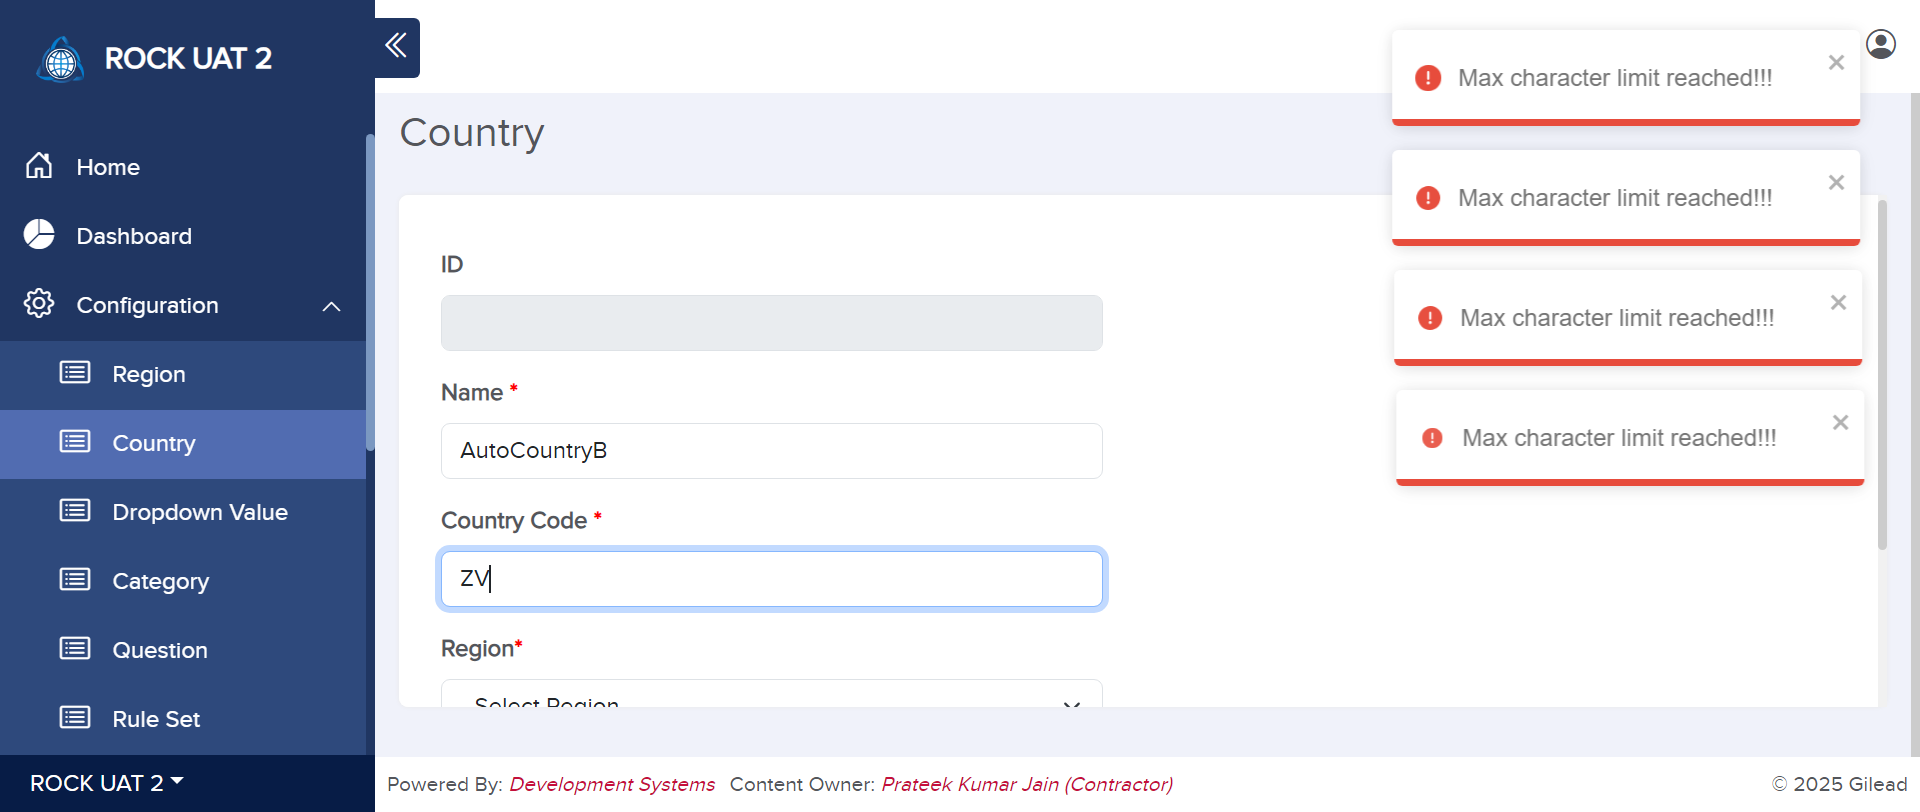 ROCK UAT 2
Home
Dashboard
Configuration
Region
Country
Dropdown Value
Category
Question
Rule Set
ROCK UAT 2
Country
ID
Name *
AutoCountryB
Country Code *
ZV
Region*
Select Region
Max character limit reached!!!
Max character limit reached!!!
Max character limit reached!!!
Max character limit reached!!!
Powered By: Development Systems Content Owner: Prateek Kumar Jain (Contractor)
© 2025 Gilead